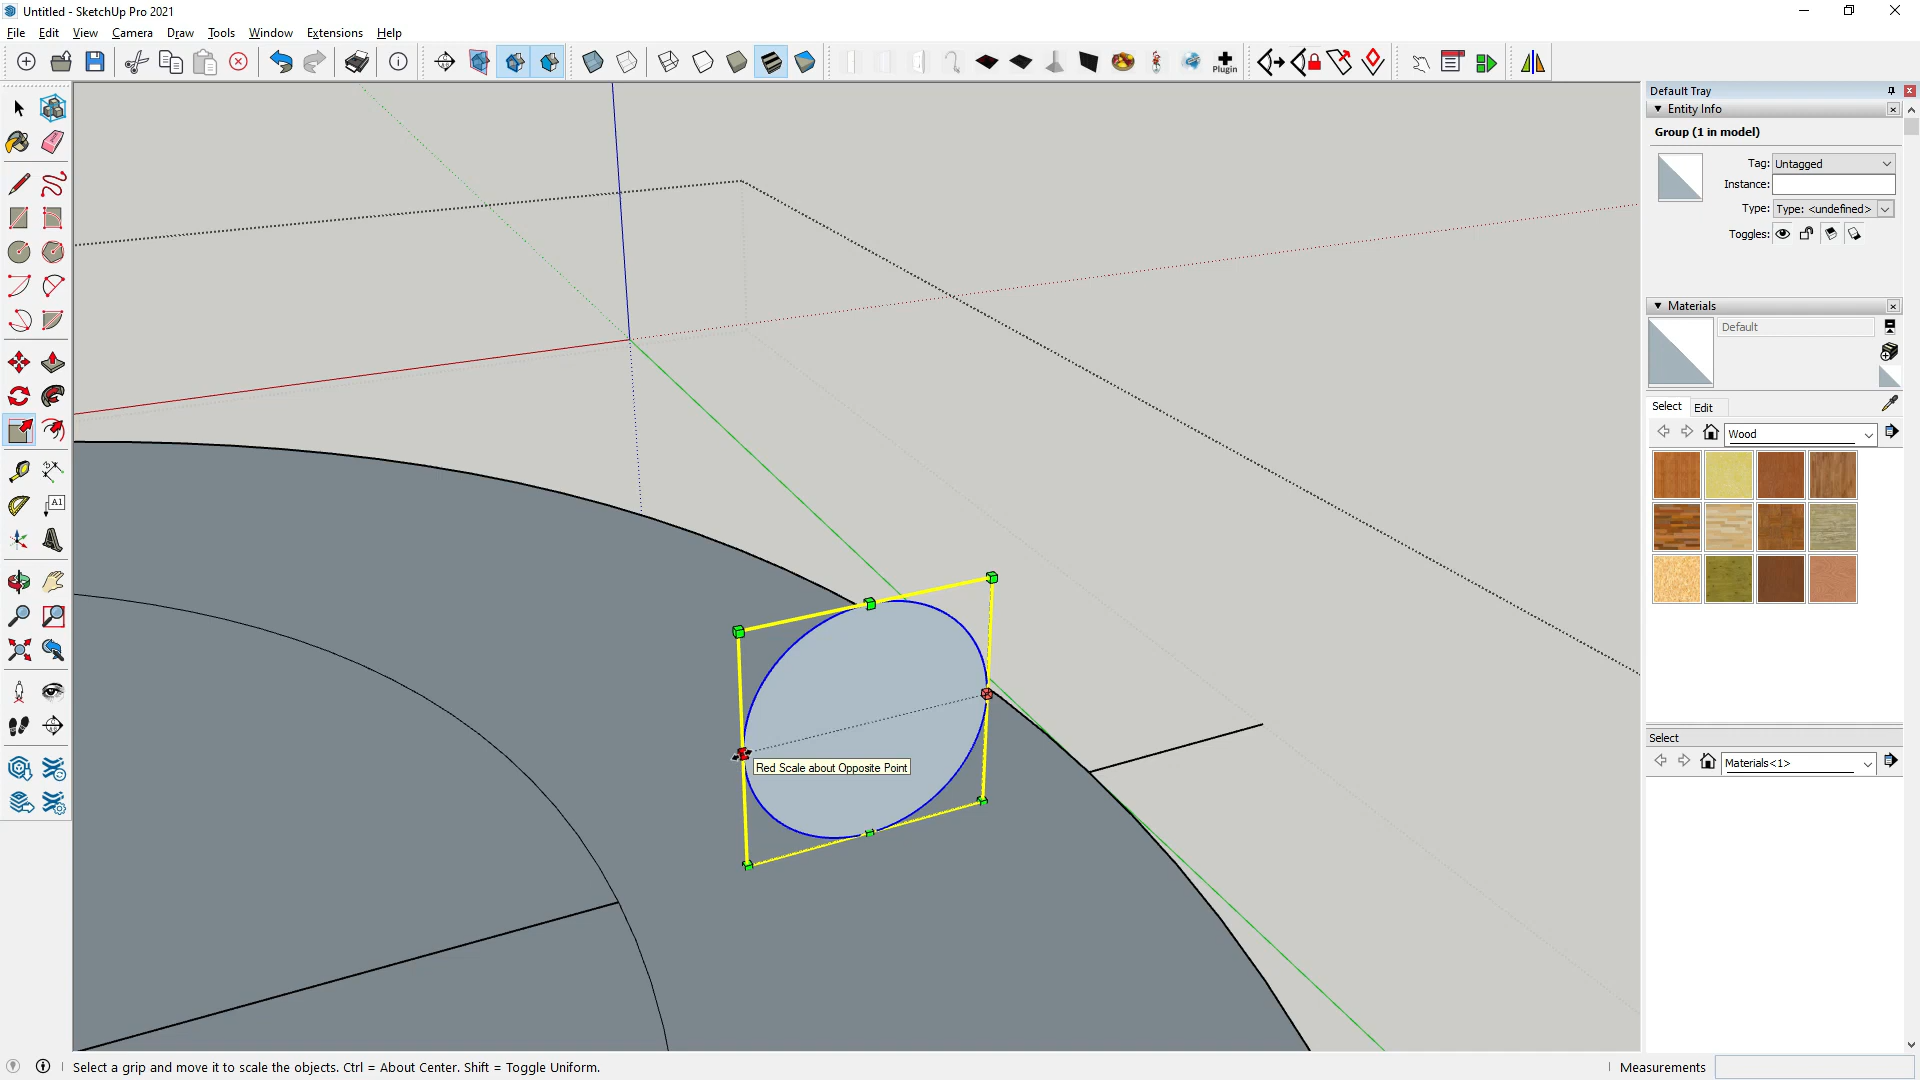 Untitled - SketchUp Pro 2021
File Edit View Camera Draw Tools Window Extensions Help
Plugin
Default Tray
Entity Info
Group (1 in model)
Tag: Untagged
Instance:
Type: Type: <undefined>
Toggles:
Materials
Default
Select Edit
Wood
A1
Red Scale about Opposite Point
Select
Materials<1>
Select a grip and move it to scale the objects. Ctrl = About Center. Shift = Toggle Uniform.
Measurements